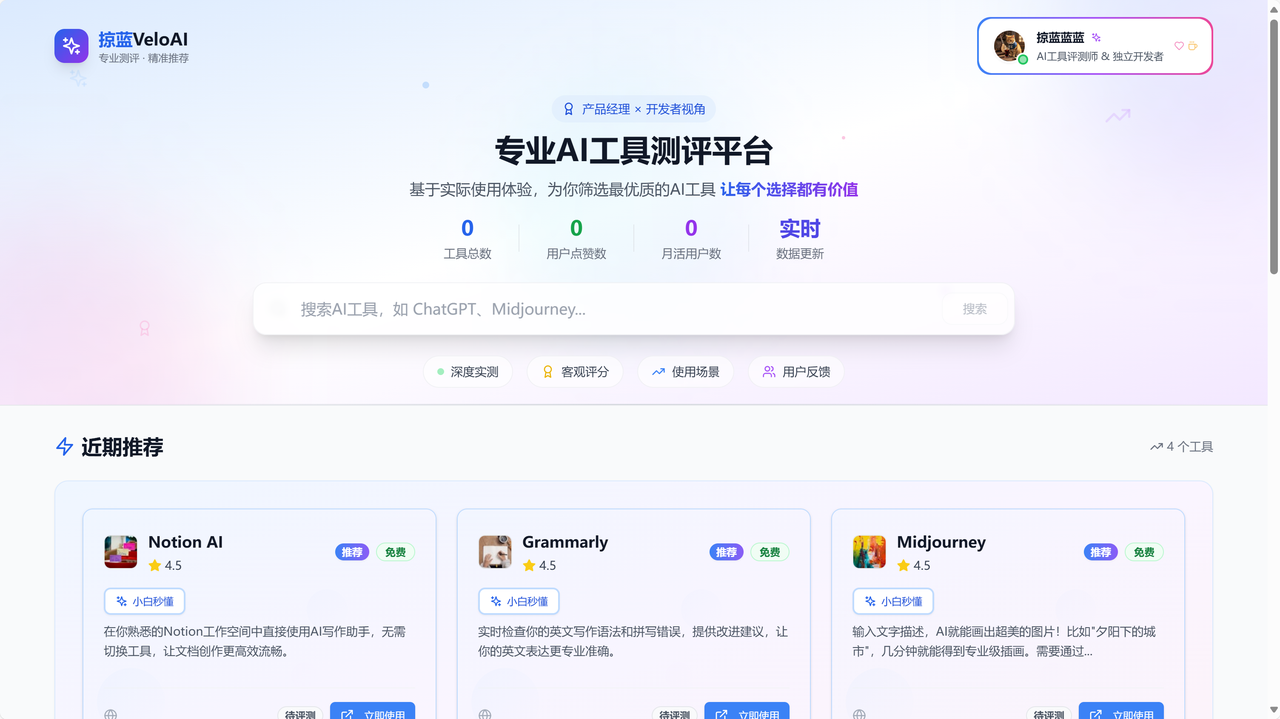 掠蓝VeloAI
专业测评 · 精准推荐
掠蓝蓝蓝
AI工具评测师 & 独立开发者
产品经理 × 开发者视角
专业AI工具测评平台
基于实际使用体验，为你筛选最优质的AI工具 让每个选择都有价值
0
工具总数
0
用户点赞数
0
月活用户数
实时
数据更新
搜索AI工具，如 ChatGPT、Midjourney...
搜索
深度实测
客观评分
使用场景
用户反馈
近期推荐
4 个工具
Notion AI
4.5
推荐
免费
小白秒懂
在你熟悉的Notion工作空间中直接使用AI写作助手，无需
切换工具，让文档创作更高效流畅。
待评测
立即使用
Grammarly
4.5
推荐
免费
小白秒懂
实时检查你的英文写作语法和拼写错误，提供改进建议，让
你的英文表达更专业准确。
待评测
立即使用
Midjourney
4.5
推荐
免费
小白秒懂
输入文字描述，AI就能画出超美的图片！比如"夕阳下的城
市"，几分钟就能得到专业级插画。需要通过...
待评测
立即使用